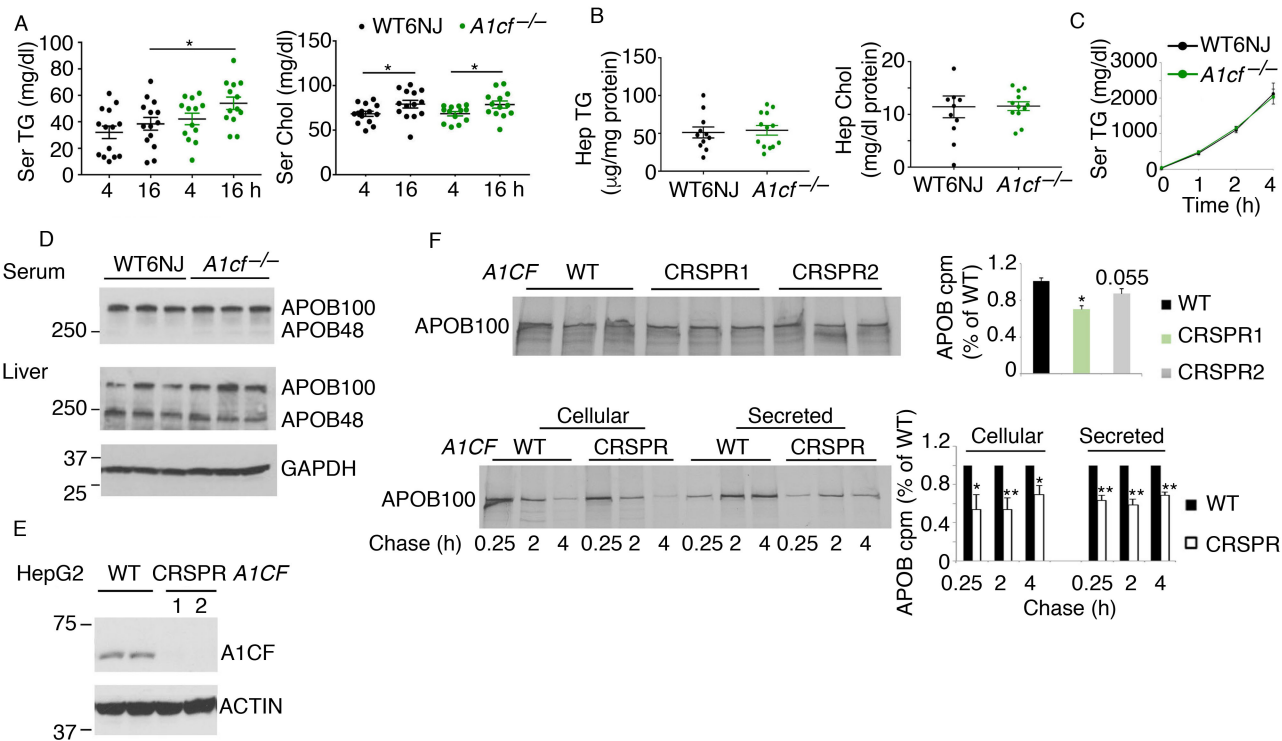 A
Ser TG (mg/dl)
100
80
60
40
20
0
4 16 4 16 h
*
WT6NJ A1cf–/–
Ser Chol (mg/dl)
150
100
50
0
* *
4 16 4 16 h
B
Hep TG
(μg/mg protein)
150
100
50
0
WT6NJ A1cf–/–
Hep Chol
(mg/dl protein)
20
10
0
WT6NJ A1cf–/–
C
WT6NJ
A1cf–/–
Ser TG (mg/dl)
3000
2000
1000
0
0 1 2 4
Time (h)
D
Serum
WT6NJ A1cf–/–
APOB100
250 APOB48
Liver
APOB100
250
APOB48
37
GAPDH
25
E
HepG2 WT CRSPR A1CF
1 2
75
A1CF
ACTIN
37
F
A1CF WT CRSPR1 CRSPR2
APOB100
APOB cpm
(% of WT)
1.2
0.8
0.4
0
*
0.055
WT
CRSPR1
CRSPR2
Cellular Secreted
A1CF WT CRSPR WT CRSPR
APOB100
Chase (h) 0.25 2 4 0.25 2 4 0.25 2 4 0.25 2 4
APOB cpm (% of WT)
1.2
0.8
0.4
0
Cellular Secreted
* ** * ** ** **
WT
CRSPR
0.25 2 4 0.25 2 4
Chase (h)